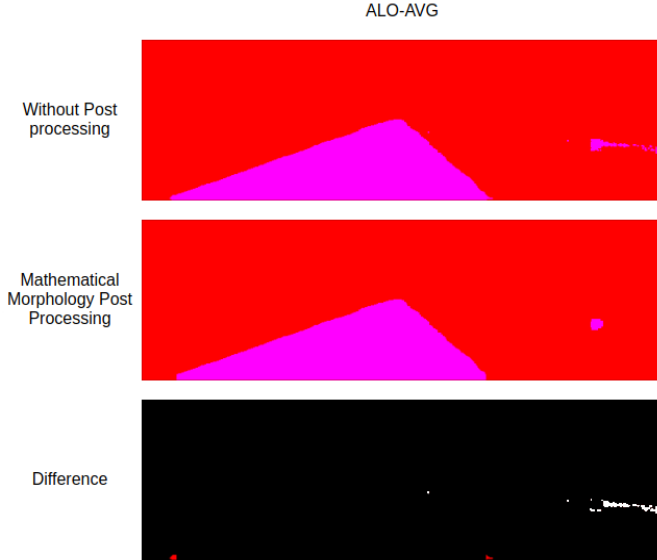 ALO-AVG
Without Post
processing
Mathematical
Morphology Post
Processing
Difference